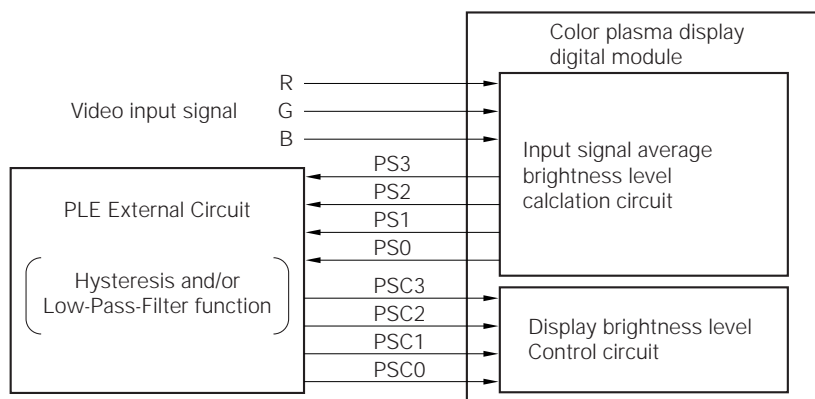 Color plasma display
digital module
Video input signal
R
G
B
Input signal average
brightness level
calclation circuit
PS3
PS2
PS1
PS0
PLE External Circuit
Hysteresis and/or
Low-Pass-Filter function
PSC3
PSC2
PSC1
PSC0
Display brightness level
Control circuit